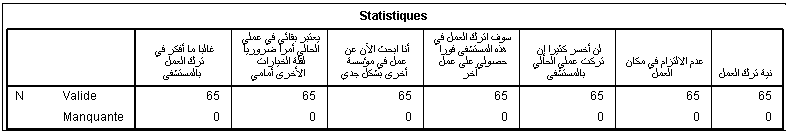 Statistiques
غالبا ما أفكر في
ترك العمل
بالمستشفى
يعتبر بقائي في عملي
الحالي أمرا ضروريا
لقلة الخيارات
الأخرى أمامي
أنا ابحث الآن عن
عمل في مؤسسة
أخرى بشكل جدي
سوف اترك العمل في
هذه المستشفى فورا
حصولي على عمل
آخر
لن أخسر كثيرا إن
تركت عملي الحالي
بالمستشفى
عدم الالتزام في مكان
العمل
نية ترك العمل
N Valide 65 65 65 65 65 65 65
Manquante 0 0 0 0 0 0 0